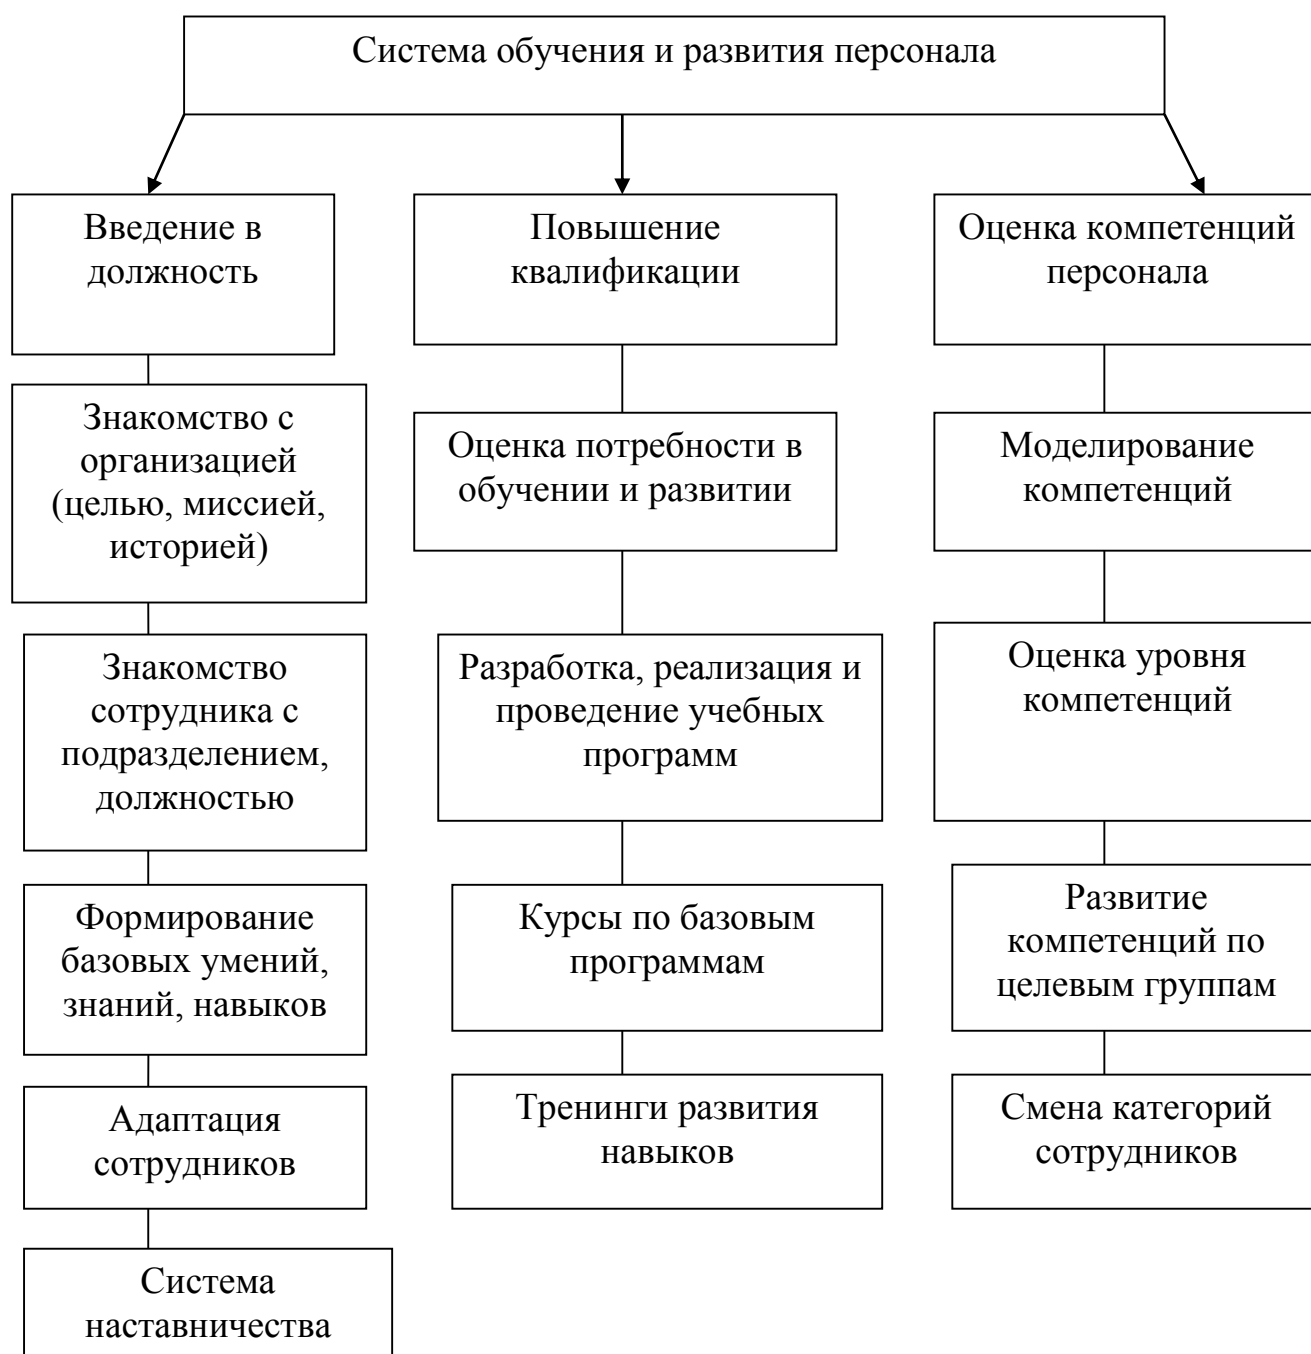 Система обучения и развития персонала
Введение в
должность
Знакомство с
организацией
(целью, миссией,
историей)
Знакомство
сотрудника с
подразделением,
должностью
Формирование
базовых умений,
знаний, навыков
Адаптация
сотрудников
Система
наставничества
Повышение
квалификации
Оценка потребности в
обучении и развитии
Разработка, реализация и
проведение учебных
программ
Курсы по базовым
программам
Тренинги развития
навыков
Оценка компетенций
персонала
Моделирование
компетенций
Оценка уровня
компетенций
Развитие
компетенций по
целевым группам
Смена категорий
сотрудников